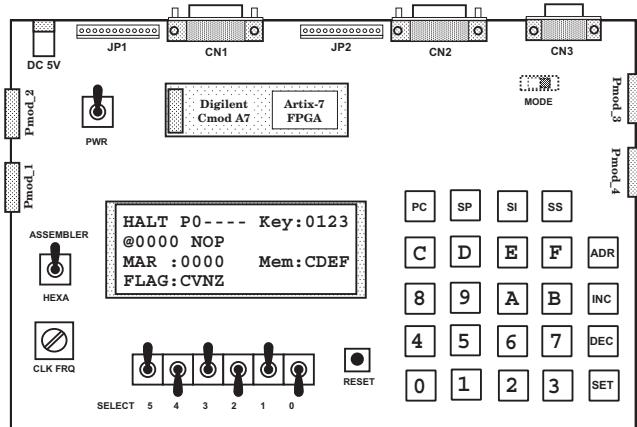 JP1
CN1
JP2
CN2
CN3
DC 5V
MODE
Pmod_2
Pmod_3
PWR
Digilent
Cmod A7
Artix-7
FPGA
Pmod_1
Pmod_4
HALT P0---- Key:0123
@0000 NOP
MAR :0000 Mem:CDEF
FLAG:CVNZ
ASSEMBLER
HEXA
CLK FRQ
SELECT 5 4 3 2 1 0
RESET
PC SP SI SS
C D E F ADR
8 9 A B INC
4 5 6 7 DEC
0 1 2 3 SET